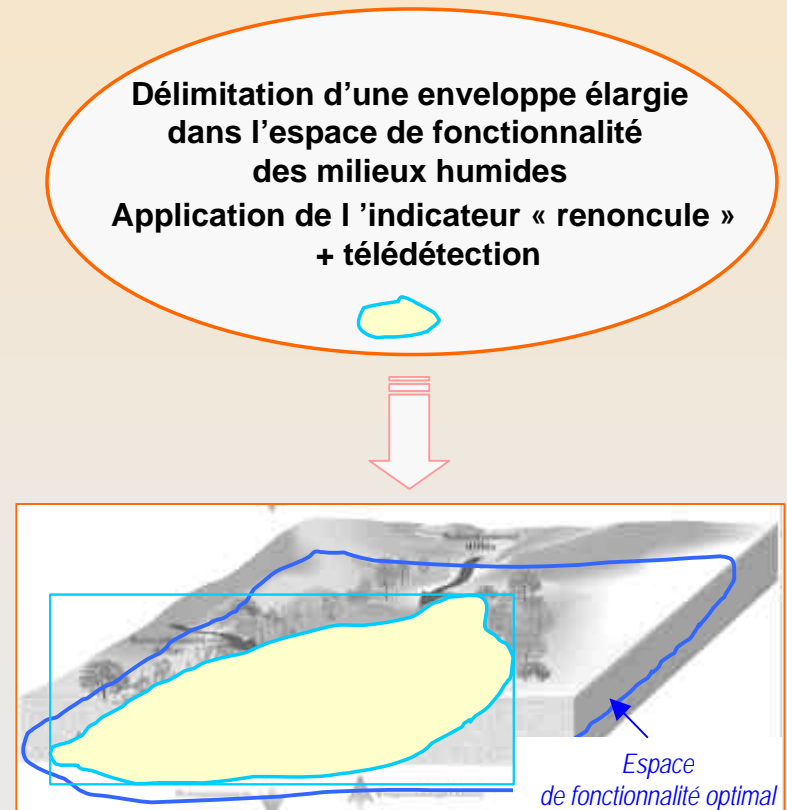 Délimitation d’une enveloppe élargie
dans l’espace de fonctionnalité
des milieux humides
Application de l ’indicateur « renoncule »
+ télédétection
Espace
de fonctionnalité optimal